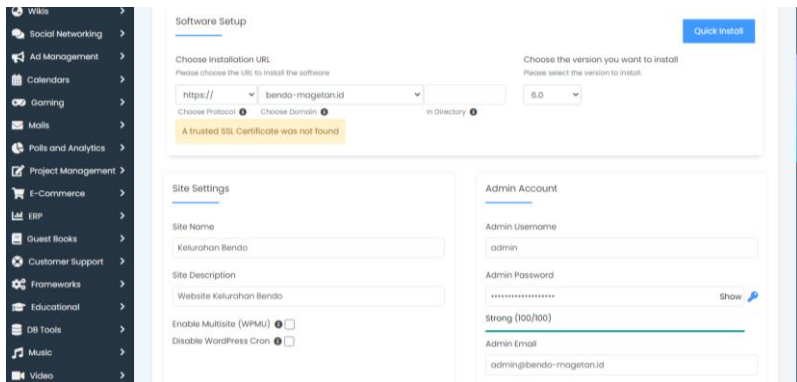 Wikis
Social Networking
Ad Management
Calendars
Gaming
Mails
Polls and Analytics
Project Management
E-Commerce
ERP
Guest Books
Customer Support
Frameworks
Educational
DB Tools
Music
Video
Software Setup
Quick Install
Choose Installation URL
Please choose the URL to install the software
https://
bendo-magetan.id
Choose Protocol
Choose Domain
In Directory
A trusted SSL Certificate was not found
Choose the version you want to install
Please select the version to install.
6.0
Site Settings
Site Name
Kelurahan Bendo
Site Description
Website Kelurahan Bendo
Enable Multisite (WPMU)
Disable WordPress Cron
Admin Account
Admin Username
admin
Admin Password
••••••••••••••••••• Show
Strong (100/100)
Admin Email
admin@bendo-magetan.id